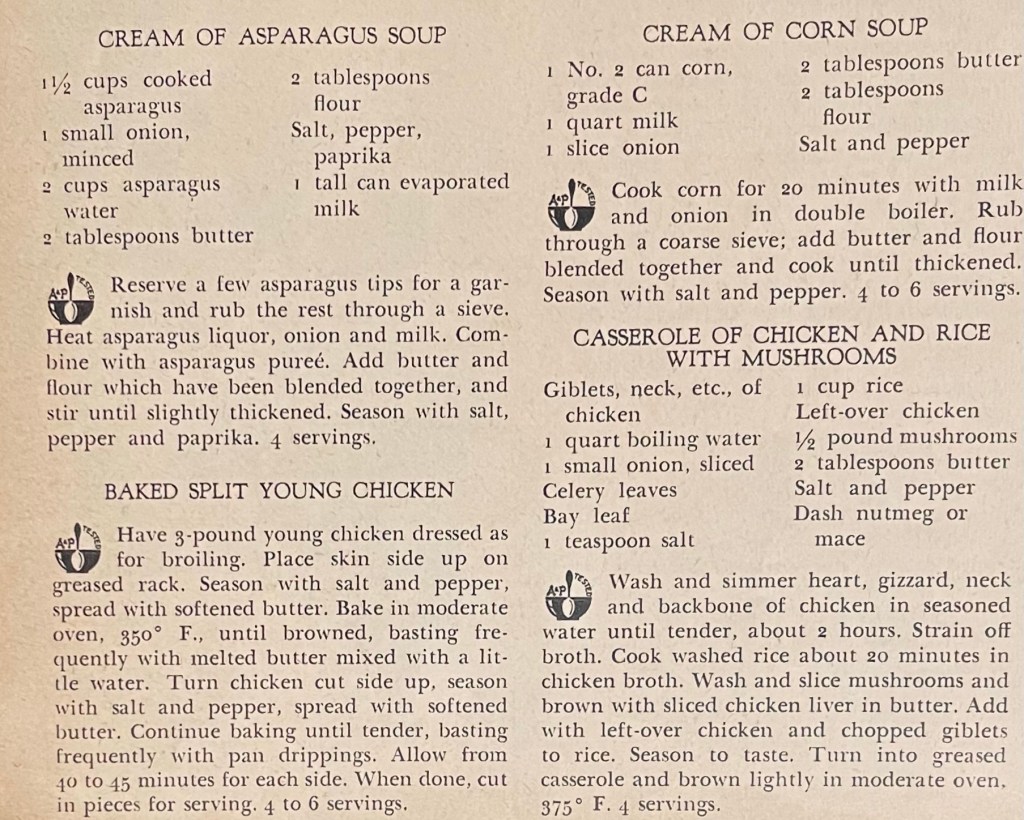 CREAM OF ASPARAGUS SOUP
1½ cups cooked
asparagus
1 small onion,
minced
2 cups asparagus
water
2 tablespoons butter
2 tablespoons
flour
Salt, pepper,
paprika
1 tall can evaporated
milk
A&P TESTED
Reserve a few asparagus tips for a gar-
nish and rub the rest through a sieve.
Heat asparagus liquor, onion and milk. Com-
bine with asparagus pureé. Add butter and
flour which have been blended together, and
stir until slightly thickened. Season with salt,
pepper and paprika. 4 servings.
BAKED SPLIT YOUNG CHICKEN
A&P TESTED
Have 3-pound young chicken dressed as
for broiling. Place skin side up on
greased rack. Season with salt and pepper,
spread with softened butter. Bake in moderate
oven, 350° F., until browned, basting fre-
quently with melted butter mixed with a lit-
tle water. Turn chicken cut side up, season
with salt and pepper, spread with softened
butter. Continue baking until tender, basting
frequently with pan drippings. Allow from
40 to 45 minutes for each side. When done, cut
in pieces for serving. 4 to 6 servings.
CREAM OF CORN SOUP
1 No. 2 can corn,
grade C
1 quart milk
1 slice onion
2 tablespoons butter
2 tablespoons
flour
Salt and pepper
A&P TESTED
Cook corn for 20 minutes with milk
and onion in double boiler. Rub
through a coarse sieve; add butter and flour
blended together and cook until thickened.
Season with salt and pepper. 4 to 6 servings.
CASSEROLE OF CHICKEN AND RICE
WITH MUSHROOMS
Giblets, neck, etc., of
chicken
1 quart boiling water
1 small onion, sliced
Celery leaves
Bay leaf
1 teaspoon salt
1 cup rice
Left-over chicken
½ pound mushrooms
2 tablespoons butter
Salt and pepper
Dash nutmeg or
mace
A&P TESTED
Wash and simmer heart, gizzard, neck
and backbone of chicken in seasoned
water until tender, about 2 hours. Strain off
broth. Cook washed rice about 20 minutes in
chicken broth. Wash and slice mushrooms and
brown with sliced chicken liver in butter. Add
with left-over chicken and chopped giblets
to rice. Season to taste. Turn into greased
casserole and brown lightly in moderate oven,
375° F. 4 servings.